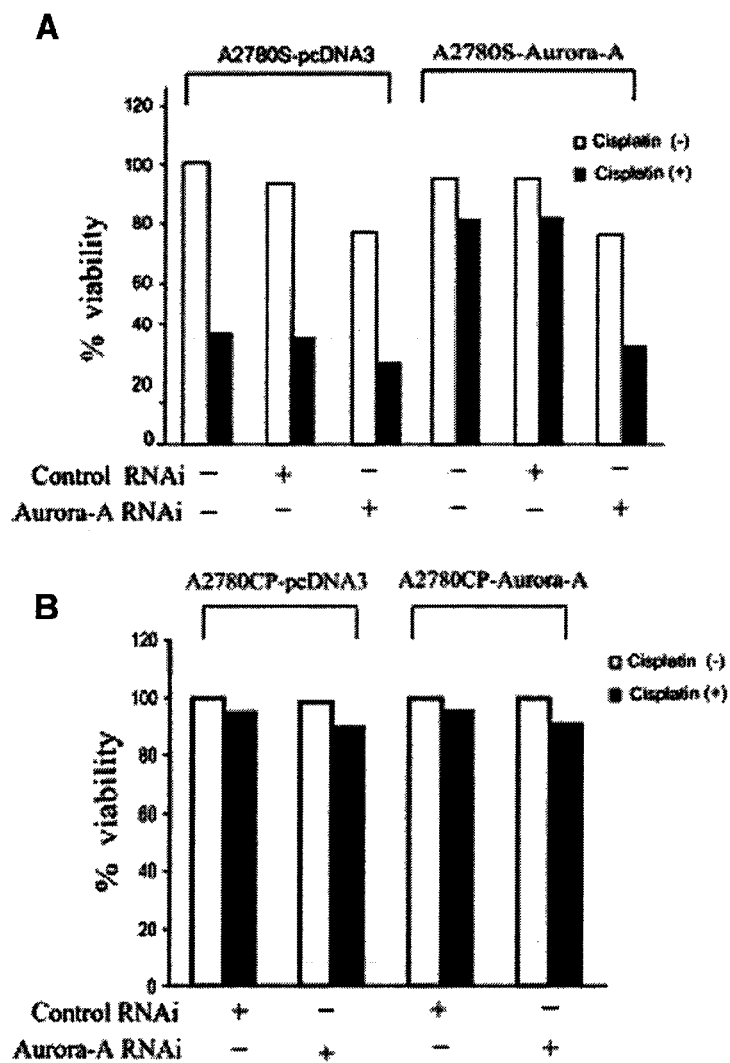 A
A2780S-pcDNA3 A2780S-Aurora-A
120
100
80
60
40
20
0
% viability
Cisplatin (-)
Cisplatin (+)
Control RNAi − + − − + −
Aurora-A RNAi − − + − − +
B
A2780CP-pcDNA3 A2780CP-Aurora-A
120
100
80
60
40
20
0
% viability
Cisplatin (-)
Cisplatin (+)
Control RNAi + − + −
Aurora-A RNAi − + − +